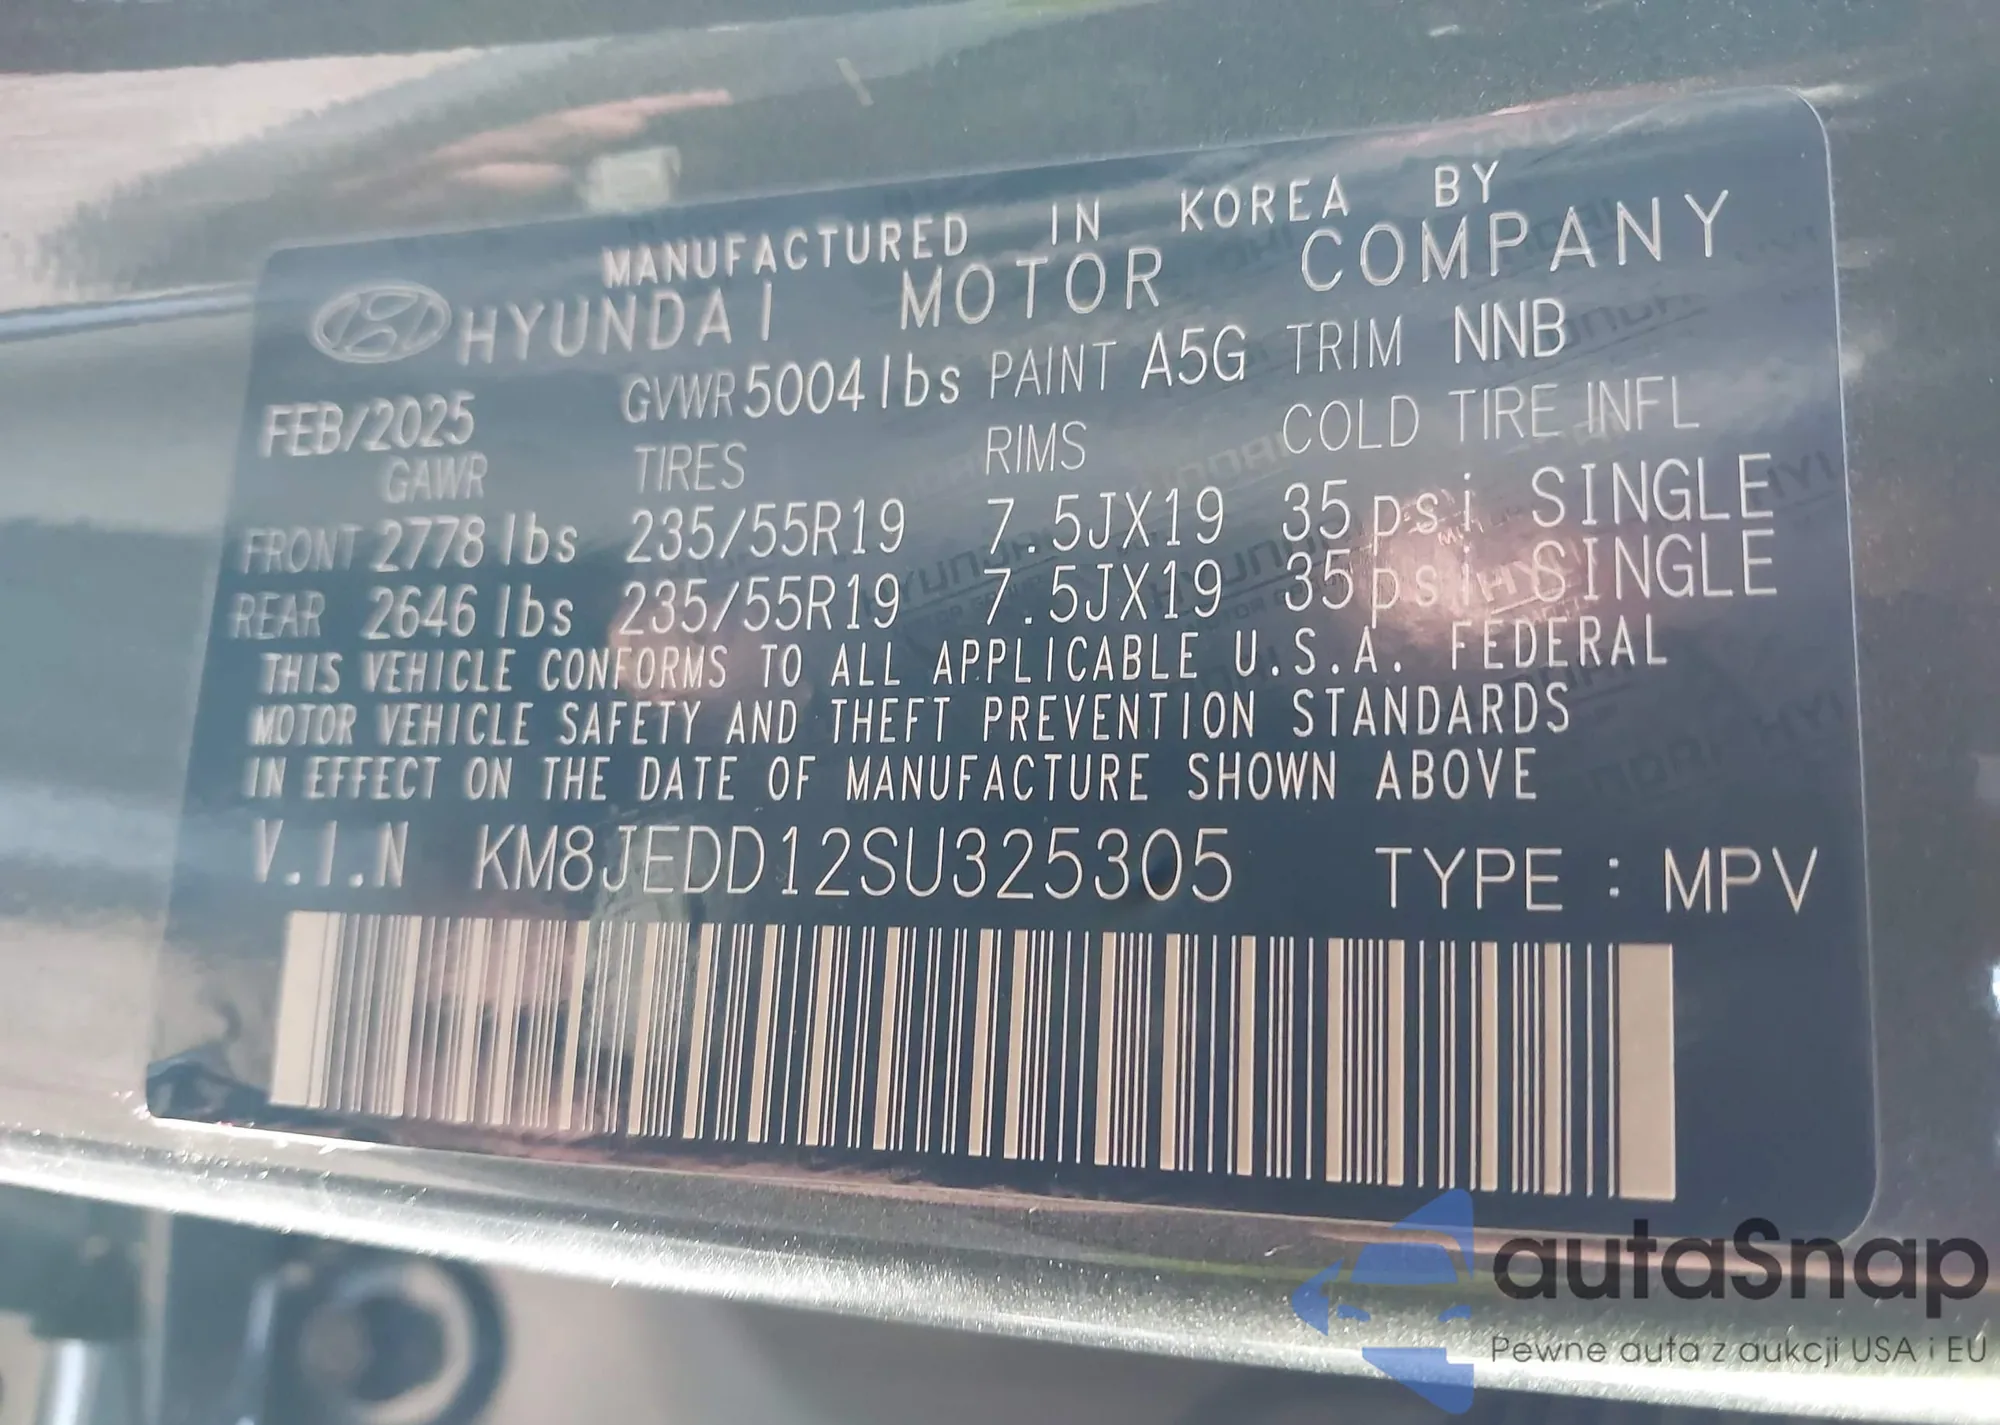 MANUFACTURED IN KOREA BY
HYUNDAI MOTOR COMPANY
FEB/2025 GVWR 5004 lbs PAINT A5G TRIM NNB
GAWR TIRES RIMS COLD TIRE INFL
FRONT 2778 lbs 235/55R19 7.5JX19 35 psi SINGLE
REAR 2646 lbs 235/55R19 7.5JX19 35 psi SINGLE
THIS VEHICLE CONFORMS TO ALL APPLICABLE U.S.A. FEDERAL
MOTOR VEHICLE SAFETY AND THEFT PREVENTION STANDARDS
IN EFFECT ON THE DATE OF MANUFACTURE SHOWN ABOVE
V.I.N KM8JEDD12SU325305 TYPE : MPV
autaSnap
Pewne auta z aukcji USA i EU